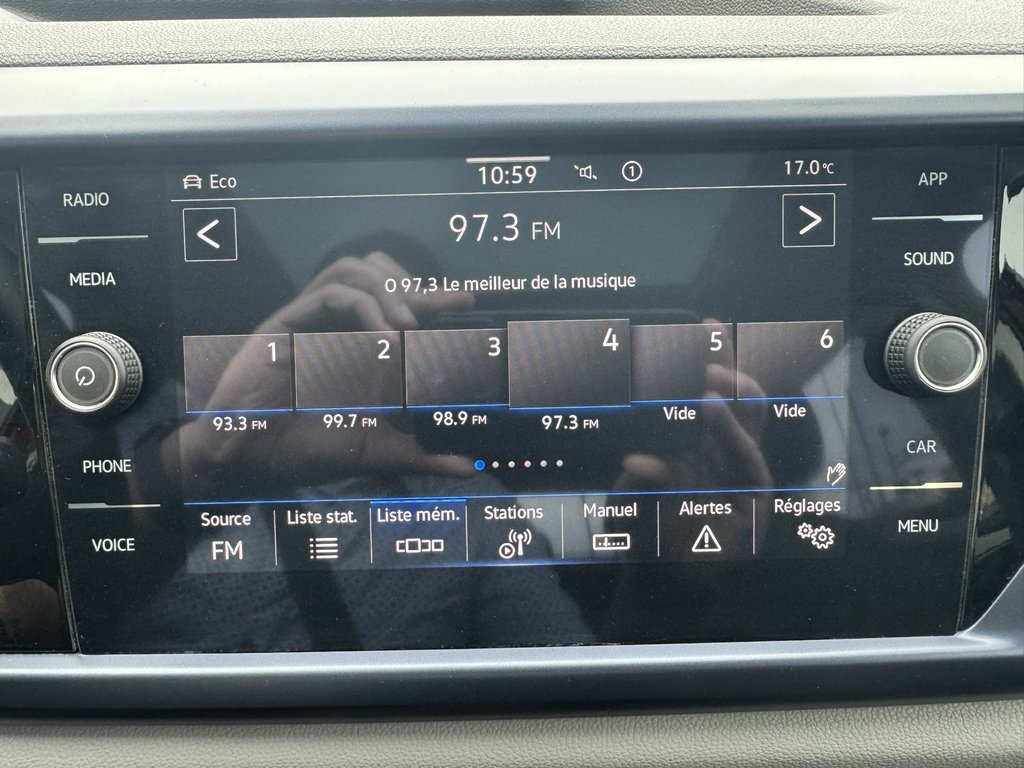 Eco
10:59
1
17.0°C
RADIO
MEDIA
PHONE
VOICE
APP
SOUND
CAR
MENU
<
97.3 FM
>
O 97,3 Le meilleur de la musique
1 2 3 4 5 6
93.3 FM 99.7 FM 98.9 FM 97.3 FM Vide Vide
Source Liste stat. Liste mém. Stations Manuel Alertes Réglages
FM